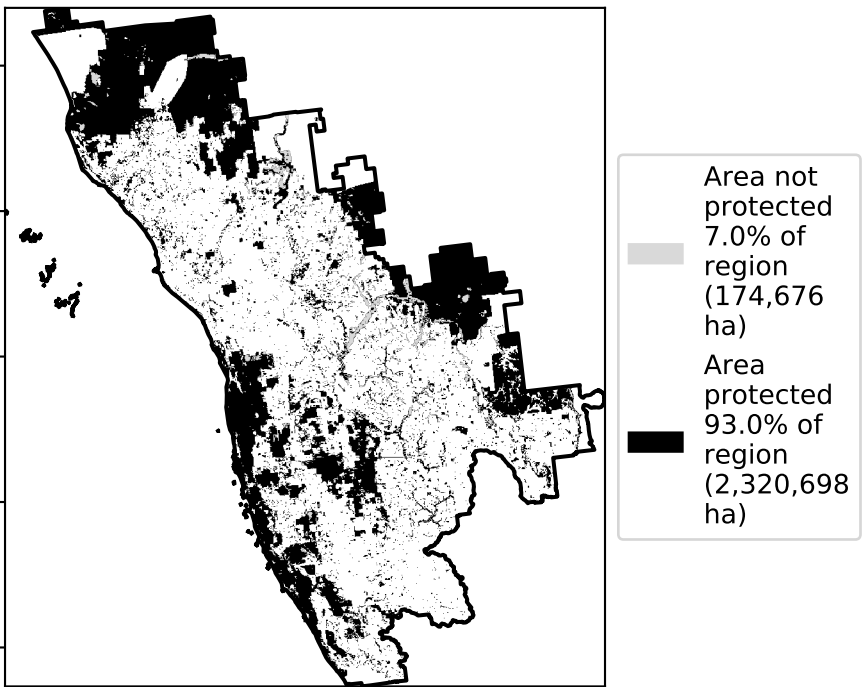 Area not
protected
7.0% of
region
(174,676
ha)
Area
protected
93.0% of
region
(2,320,698
ha)